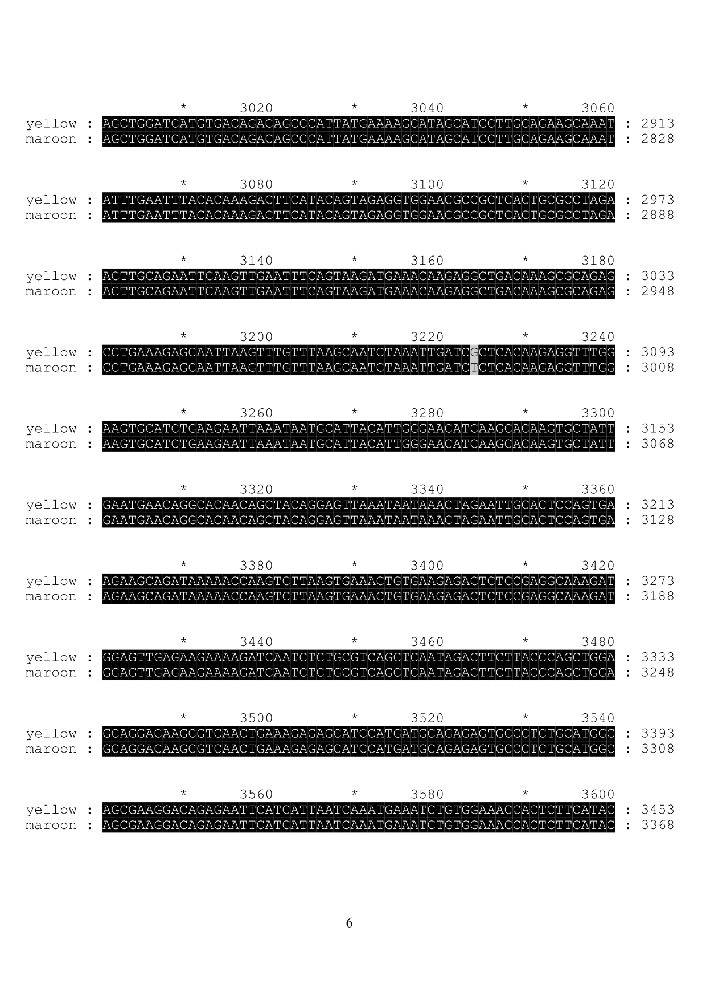 * 3020 * 3040 * 3060
yellow : AGCTGGATCATGTGACAGACAGCCCATTATGAAAAGCATAGCATCCTTGCAGAAGCAAAT : 2913
maroon : AGCTGGATCATGTGACAGACAGCCCATTATGAAAAGCATAGCATCCTTGCAGAAGCAAAT : 2828
* 3080 * 3100 * 3120
yellow : ATTTGAATTTACACAAAGACTTCATACAGTAGAGGTGGAACGCCGCTCACTGCGCCTAGA : 2973
maroon : ATTTGAATTTACACAAAGACTTCATACAGTAGAGGTGGAACGCCGCTCACTGCGCCTAGA : 2888
* 3140 * 3160 * 3180
yellow : ACTTGCAGAATTCAAGTTGAATTTCAGTAAGATGAAACAAGAGGCTGACAAAGCGCAGAG : 3033
maroon : ACTTGCAGAATTCAAGTTGAATTTCAGTAAGATGAAACAAGAGGCTGACAAAGCGCAGAG : 2948
* 3200 * 3220 * 3240
yellow : CCTGAAAGAGCAATTAAGTTTGTTTAAGCAATCTAAATTGATCGCTCACAAGAGGTTTGG : 3093
maroon : CCTGAAAGAGCAATTAAGTTTGTTTAAGCAATCTAAATTGATCTCTCACAAGAGGTTTGG : 3008
* 3260 * 3280 * 3300
yellow : AAGTGCATCTGAAGAATTAAATAATGCATTACATTGGGAACATCAAGCACAAGTGCTATT : 3153
maroon : AAGTGCATCTGAAGAATTAAATAATGCATTACATTGGGAACATCAAGCACAAGTGCTATT : 3068
* 3320 * 3340 * 3360
yellow : GAATGAACAGGCACAACAGCTACAGGAGTTAAATAATAAACTAGAATTGCACTCCAGTGA : 3213
maroon : GAATGAACAGGCACAACAGCTACAGGAGTTAAATAATAAACTAGAATTGCACTCCAGTGA : 3128
* 3380 * 3400 * 3420
yellow : AGAAGCAGATAAAAACCAAGTCTTAAGTGAAACTGTGAAGAGACTCTCCGAGGCAAAGAT : 3273
maroon : AGAAGCAGATAAAAACCAAGTCTTAAGTGAAACTGTGAAGAGACTCTCCGAGGCAAAGAT : 3188
* 3440 * 3460 * 3480
yellow : GGAGTTGAGAAGAAAAGATCAATCTCTGCGTCAGCTCAATAGACTTCTTACCCAGCTGGA : 3333
maroon : GGAGTTGAGAAGAAAAGATCAATCTCTGCGTCAGCTCAATAGACTTCTTACCCAGCTGGA : 3248
* 3500 * 3520 * 3540
yellow : GCAGGACAAGCGTCAACTGAAAGAGAGCATCCATGATGCAGAGAGTGCCCTCTGCATGGC : 3393
maroon : GCAGGACAAGCGTCAACTGAAAGAGAGCATCCATGATGCAGAGAGTGCCCTCTGCATGGC : 3308
* 3560 * 3580 * 3600
yellow : AGCGAAGGACAGAGAATTCATCATTAATCAAATGAAATCTGTGGAAACCACTCTTCATAC : 3453
maroon : AGCGAAGGACAGAGAATTCATCATTAATCAAATGAAATCTGTGGAAACCACTCTTCATAC : 3368
6